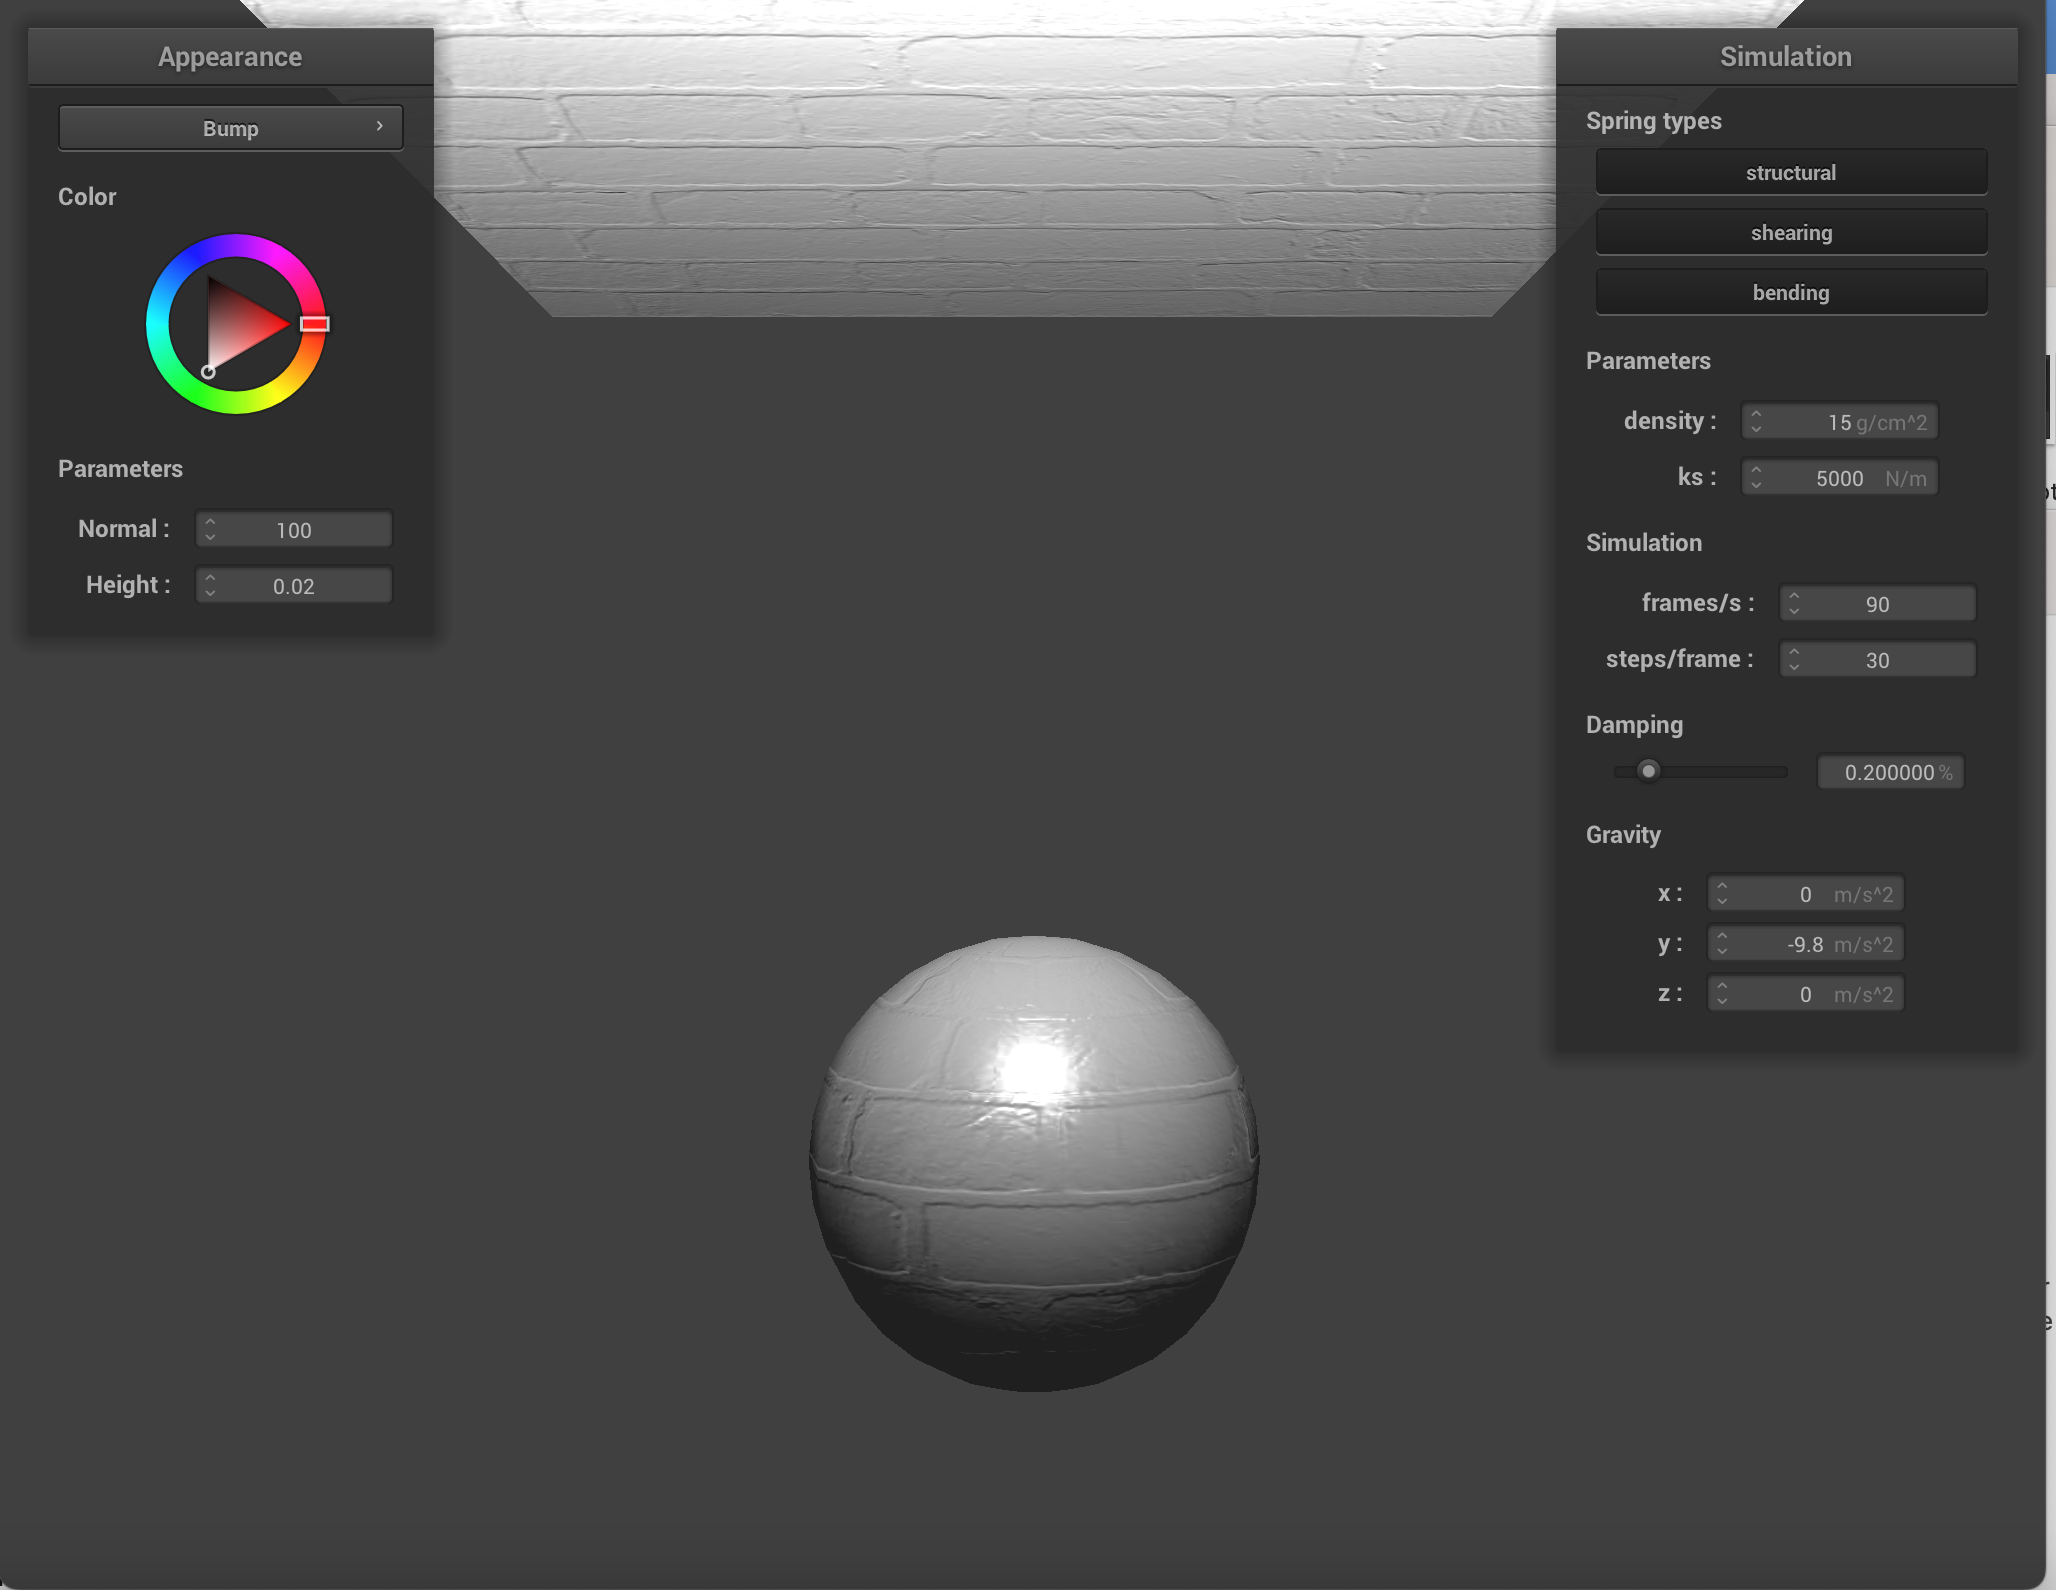 Appearance
Bump
Color
Parameters
Normal : 100
Height : 0.02
Simulation
Spring types
structural
shearing
bending
Parameters
density : 15 g/cm^2
ks : 5000 N/m
Simulation
frames/s : 90
steps/frame : 30
Damping
0.200000 %
Gravity
x : 0 m/s^2
y : -9.8 m/s^2
z : 0 m/s^2